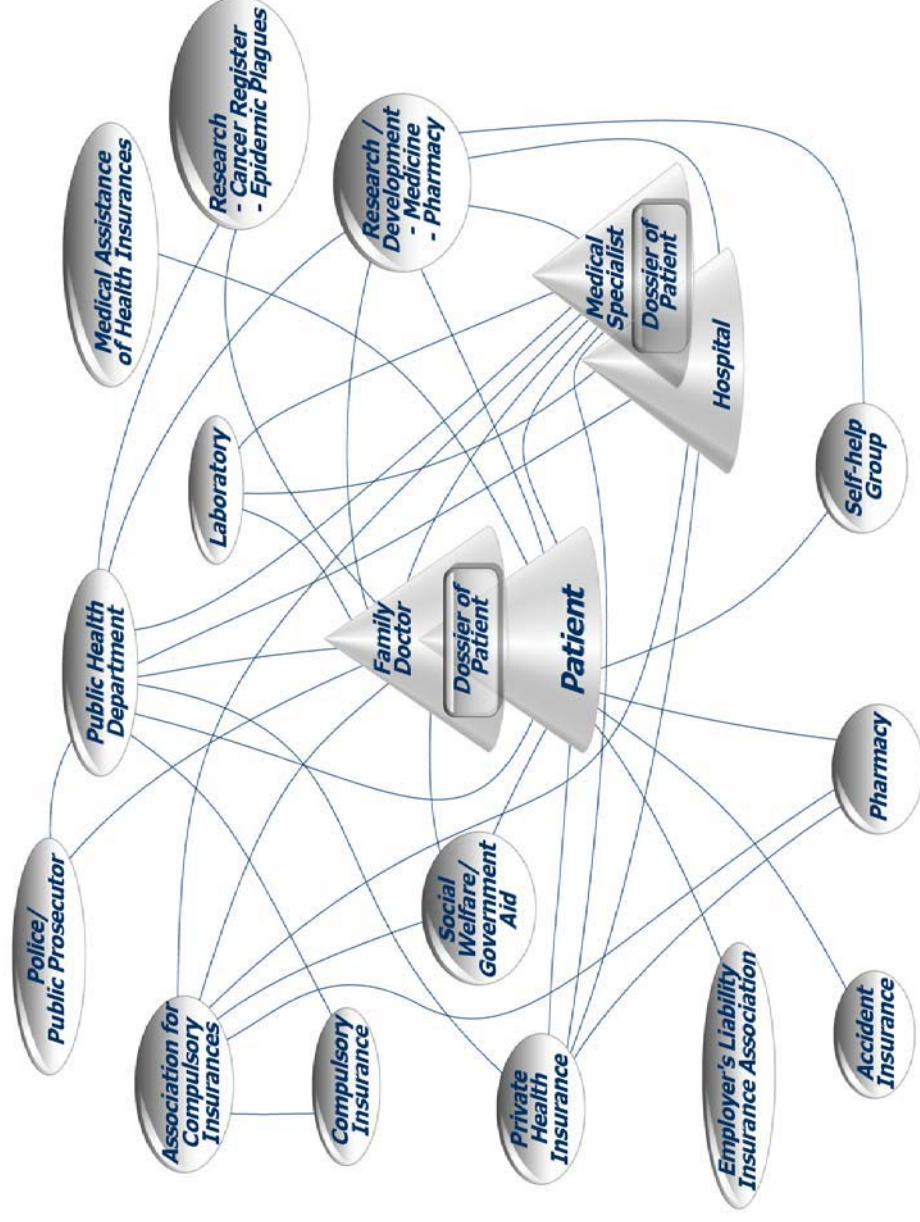 Police/
Public Prosecutor
Public Health
Department
Medical Assistance
of Health Insurances
Association for
Compulsory
Insurances
Laboratory
Research
- Cancer Register
- Epidemic Plagues
Compulsory
Insurance
Family
Doctor
Research /
Development
- Medicine
- Pharmacy
Social
Welfare/
Government
Aid
Dossier of
Patient
Private
Health
Insurance
Patient
Medical
Specialist
Dossier of
Patient
Hospital
Employer's Liability
Insurance Association
Accident
Insurance
Pharmacy
Self-help
Group